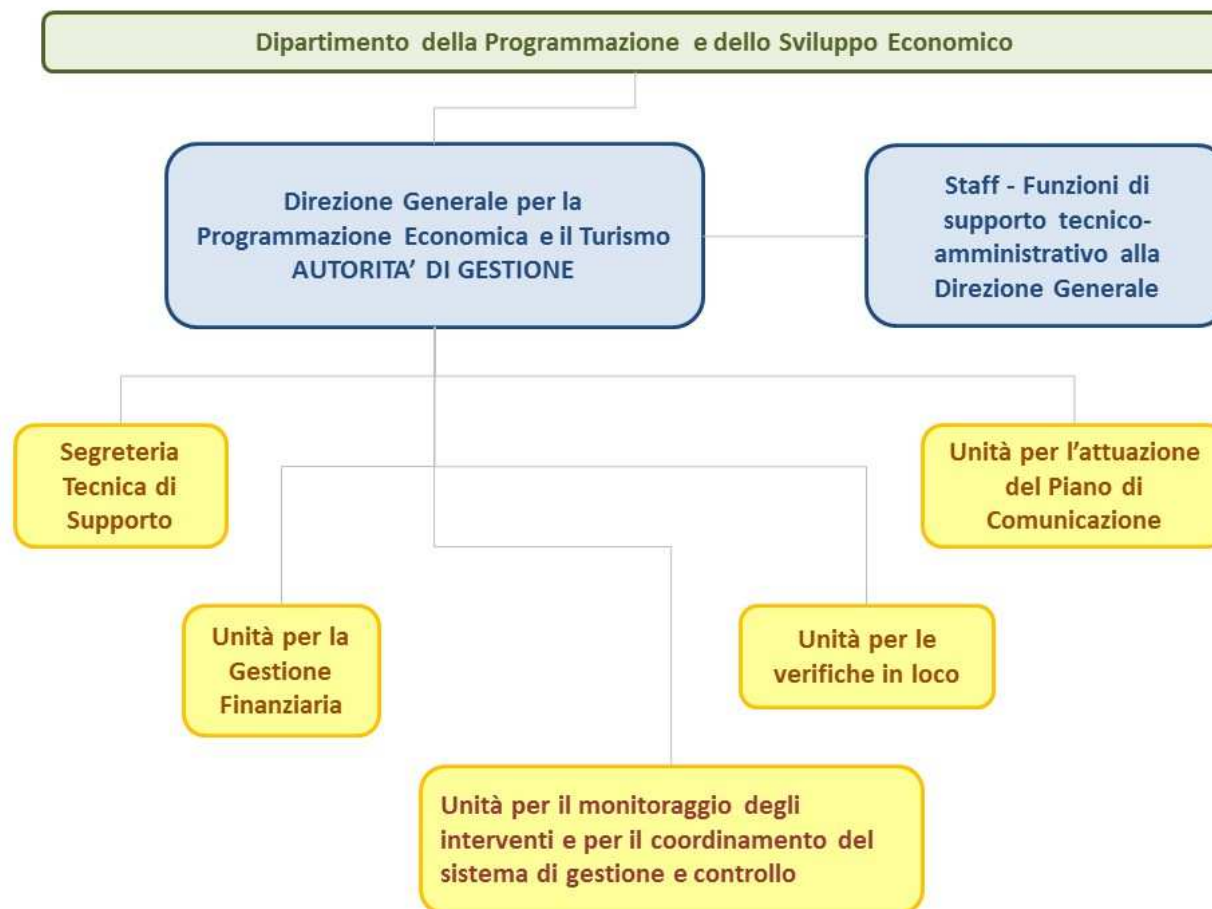 Dipartimento della Programmazione e dello Sviluppo Economico
Direzione Generale per la
Programmazione Economica e il Turismo
AUTORITA’ DI GESTIONE
Staff - Funzioni di
supporto tecnico-
amministrativo alla
Direzione Generale
Segreteria
Tecnica di
Supporto
Unità per l’attuazione
del Piano di
Comunicazione
Unità per la
Gestione
Finanziaria
Unità per le
verifiche in loco
Unità per il monitoraggio degli
interventi e per il coordinamento del
sistema di gestione e controllo